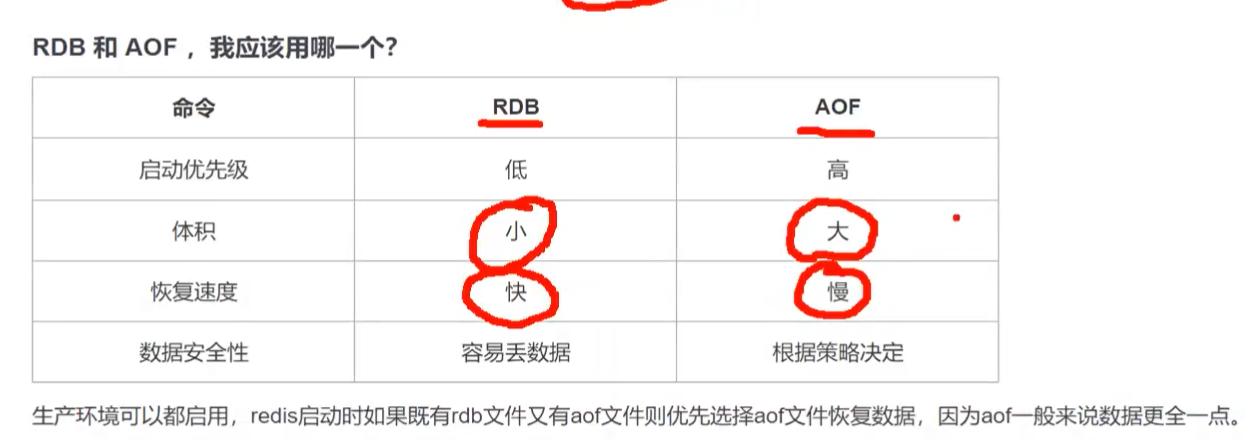 RDB 和 AOF ，我应该用哪一个？
命令 RDB AOF
启动优先级 低 高
体积 小 大
恢复速度 快 慢
数据安全性 容易丢数据 根据策略决定
生产环境可以都启用，redis启动时如果既有rdb文件又有aof文件则优先选择aof文件恢复数据，因为aof一般来说数据更全一点。